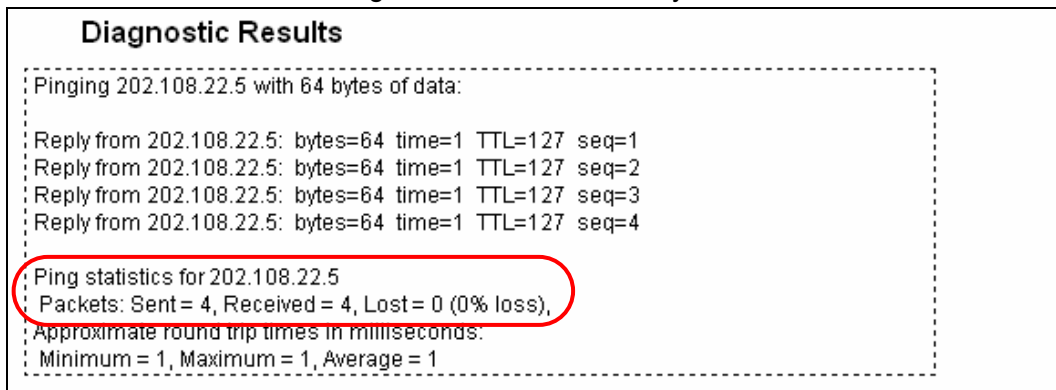 Diagnostic Results
Pinging 202.108.22.5 with 64 bytes of data:
Reply from 202.108.22.5: bytes=64 time=1 TTL=127 seq=1
Reply from 202.108.22.5: bytes=64 time=1 TTL=127 seq=2
Reply from 202.108.22.5: bytes=64 time=1 TTL=127 seq=3
Reply from 202.108.22.5: bytes=64 time=1 TTL=127 seq=4
Ping statistics for 202.108.22.5
Packets: Sent = 4, Received = 4, Lost = 0 (0% loss),
Approximate round trip times in milliseconds:
Minimum = 1, Maximum = 1, Average = 1